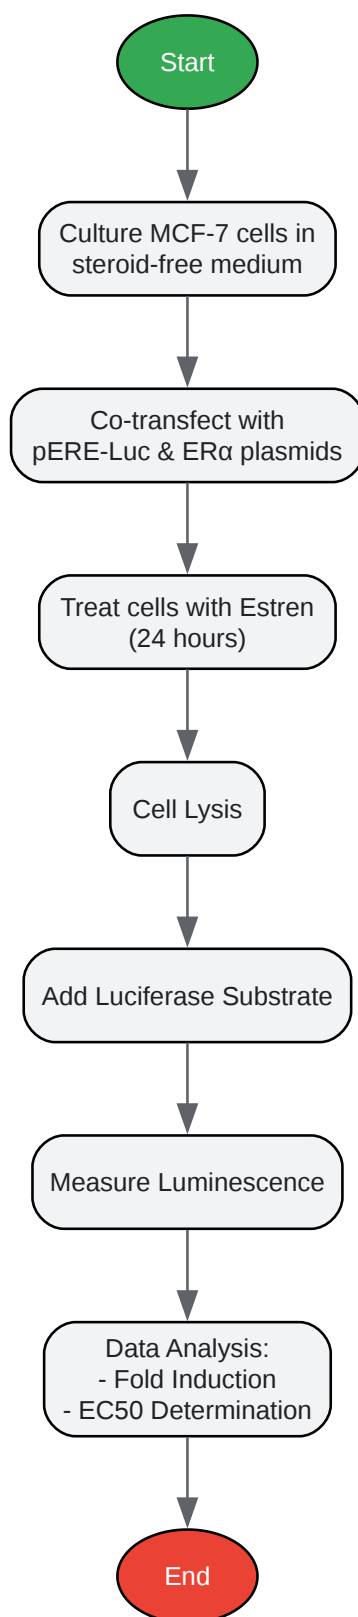 Start
Culture MCF-7 cells in
steroid-free medium
Co-transfect with
pERE-Luc & ERα plasmids
Treat cells with Estren
(24 hours)
Cell Lysis
Add Luciferase Substrate
Measure Luminescence
Data Analysis:
- Fold Induction
- EC50 Determination
End